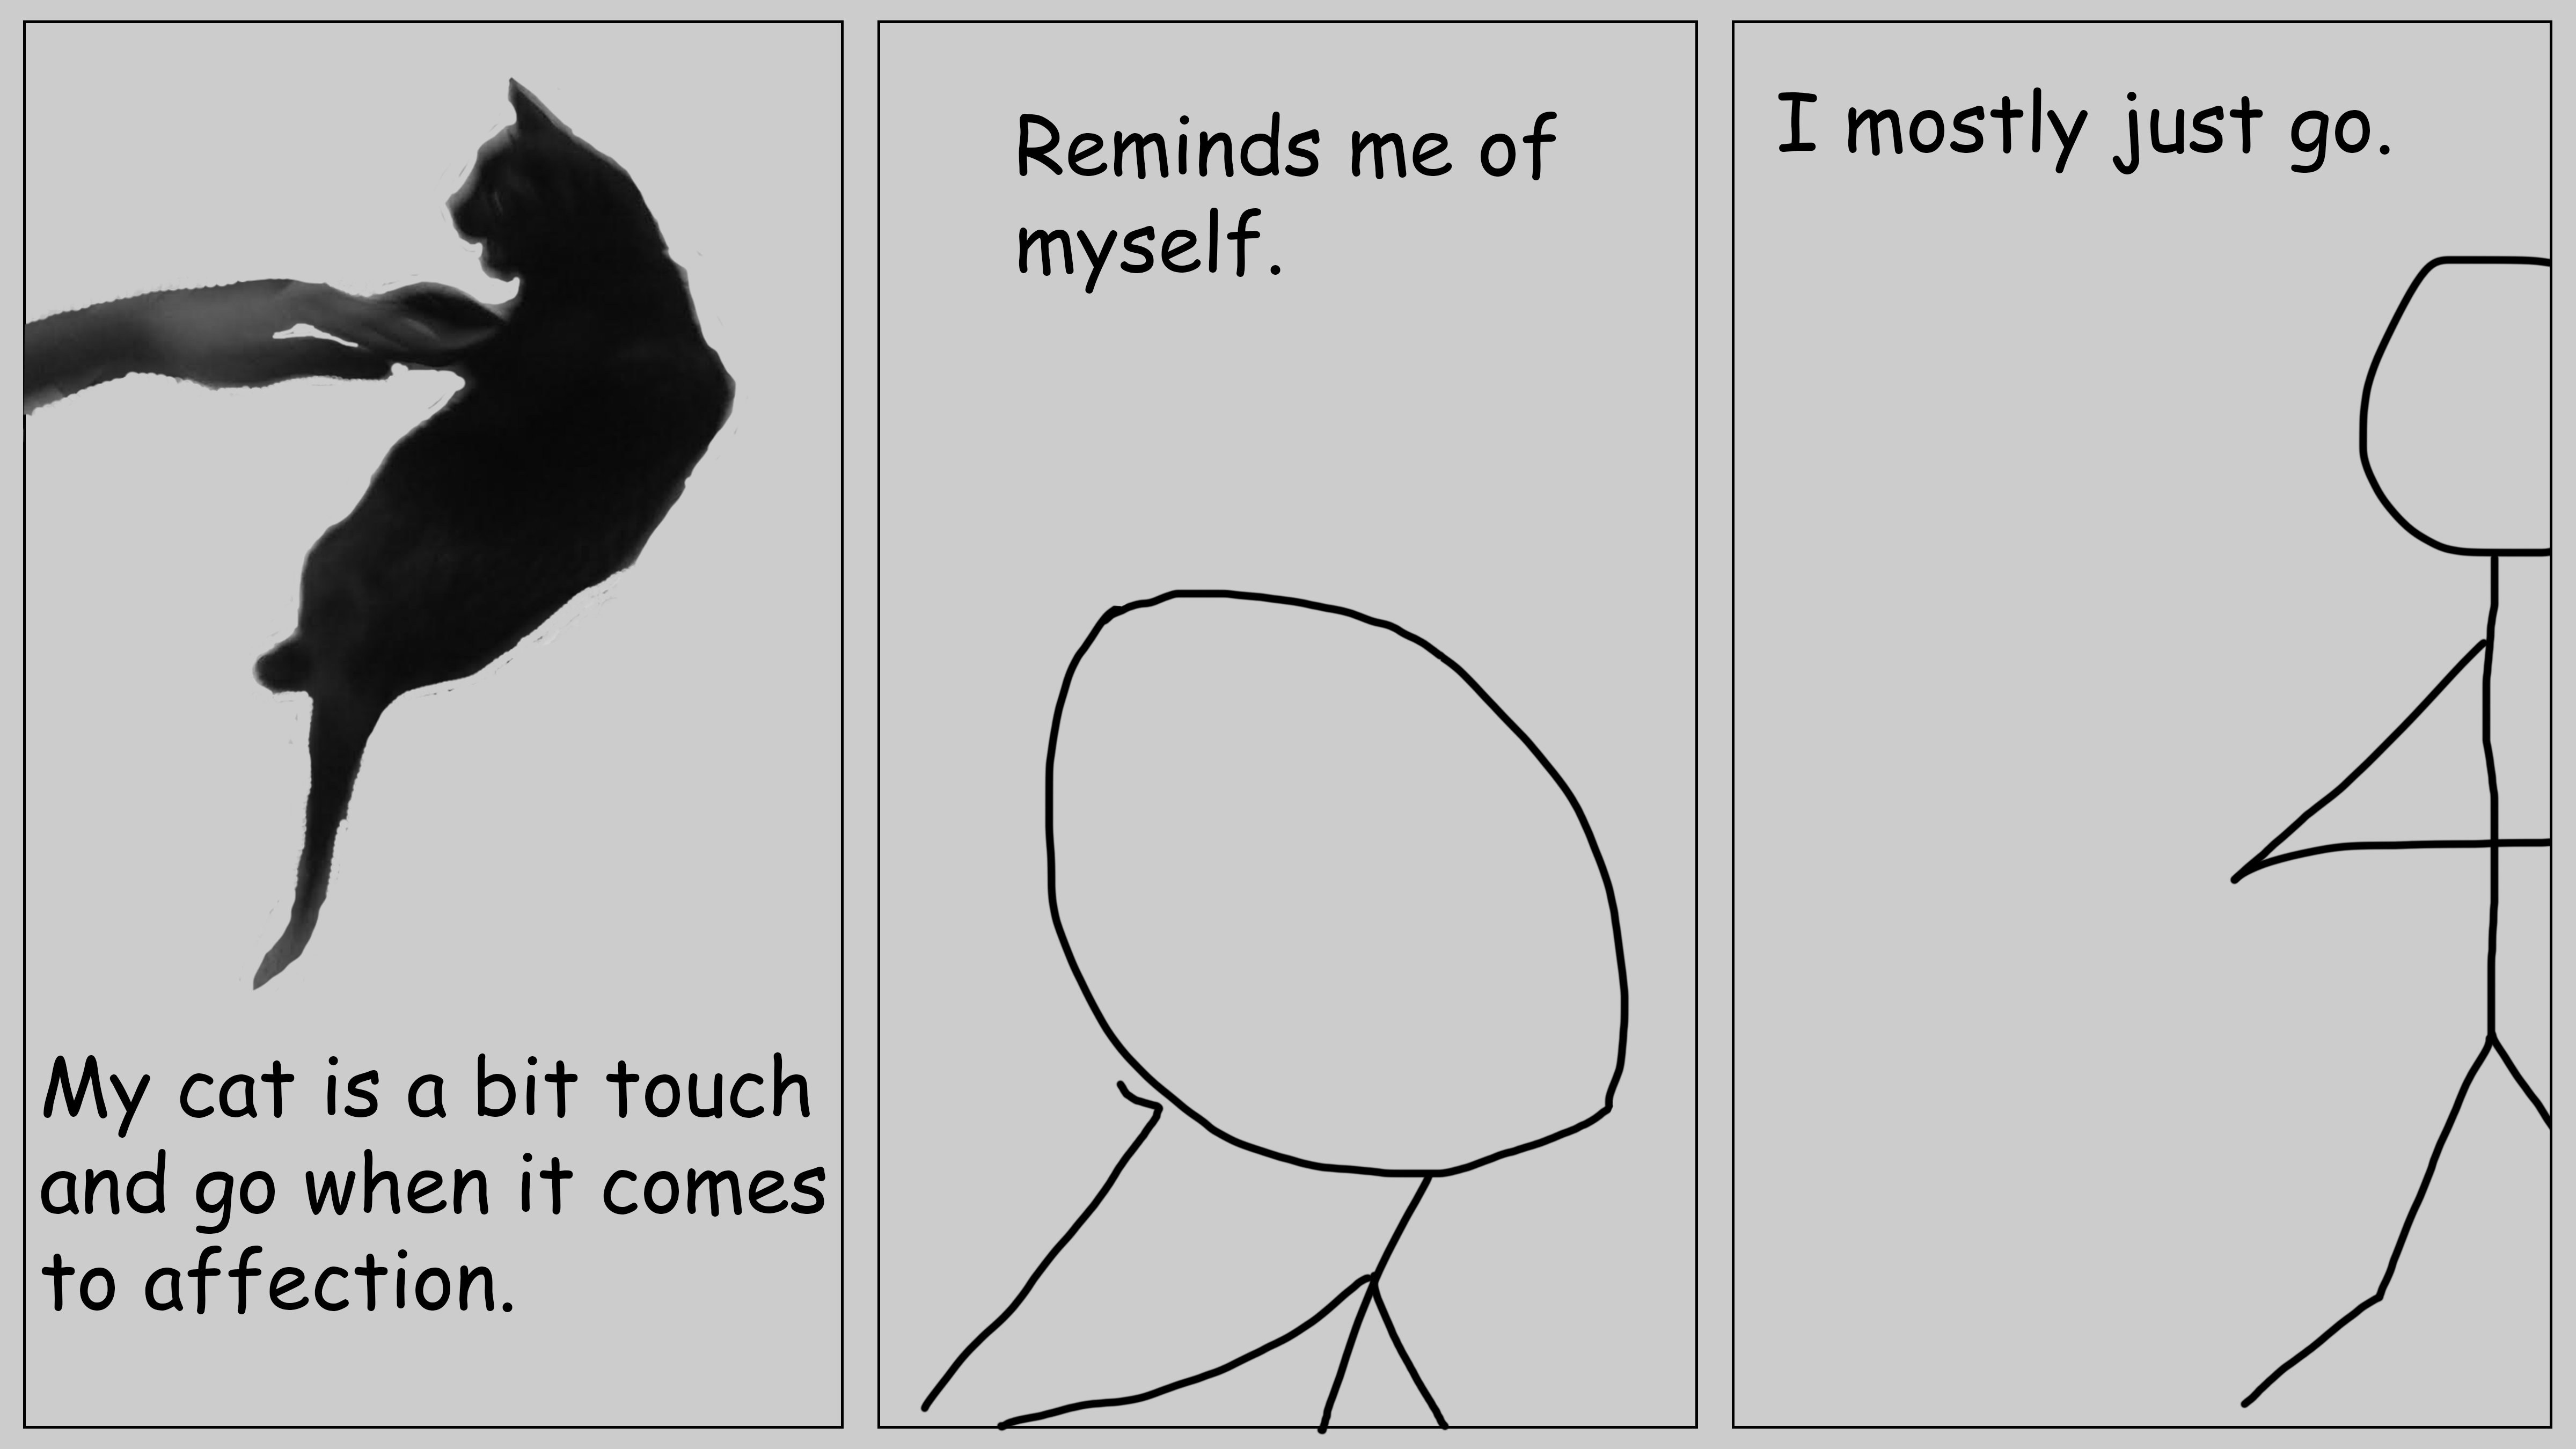 My cat is a bit touch
and go when it comes
to affection.
Reminds me of
myself.
I mostly just go.